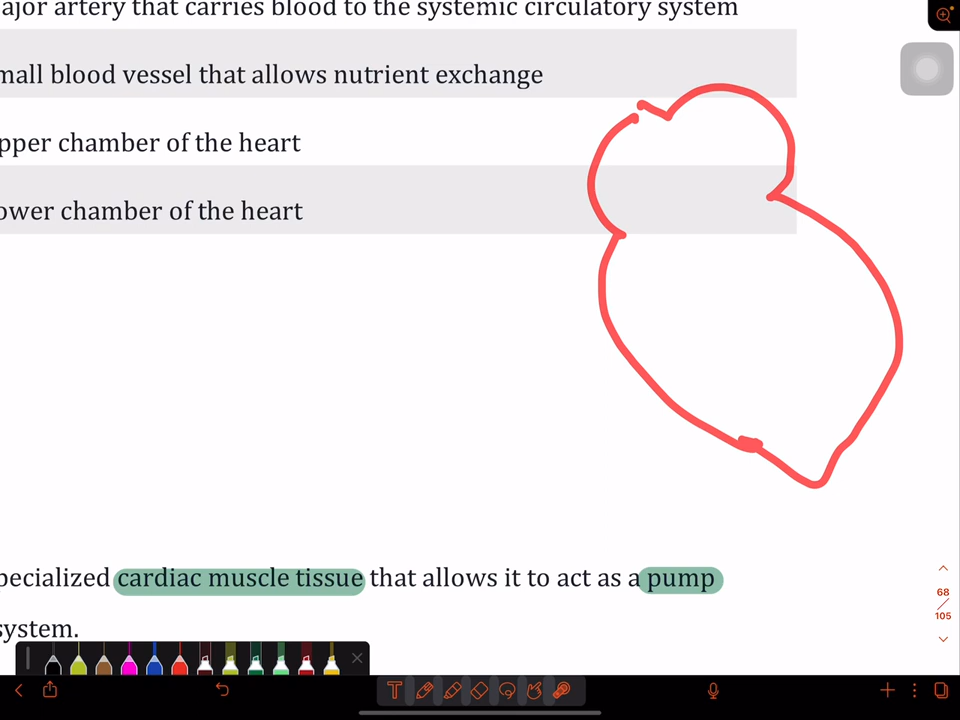 ajor artery that carries blood to the systemic circulatory system
mall blood vessel that allows nutrient exchange
pper chamber of the heart
ower chamber of the heart
pecialized cardiac muscle tissue that allows it to act as a pump
system.
68
105